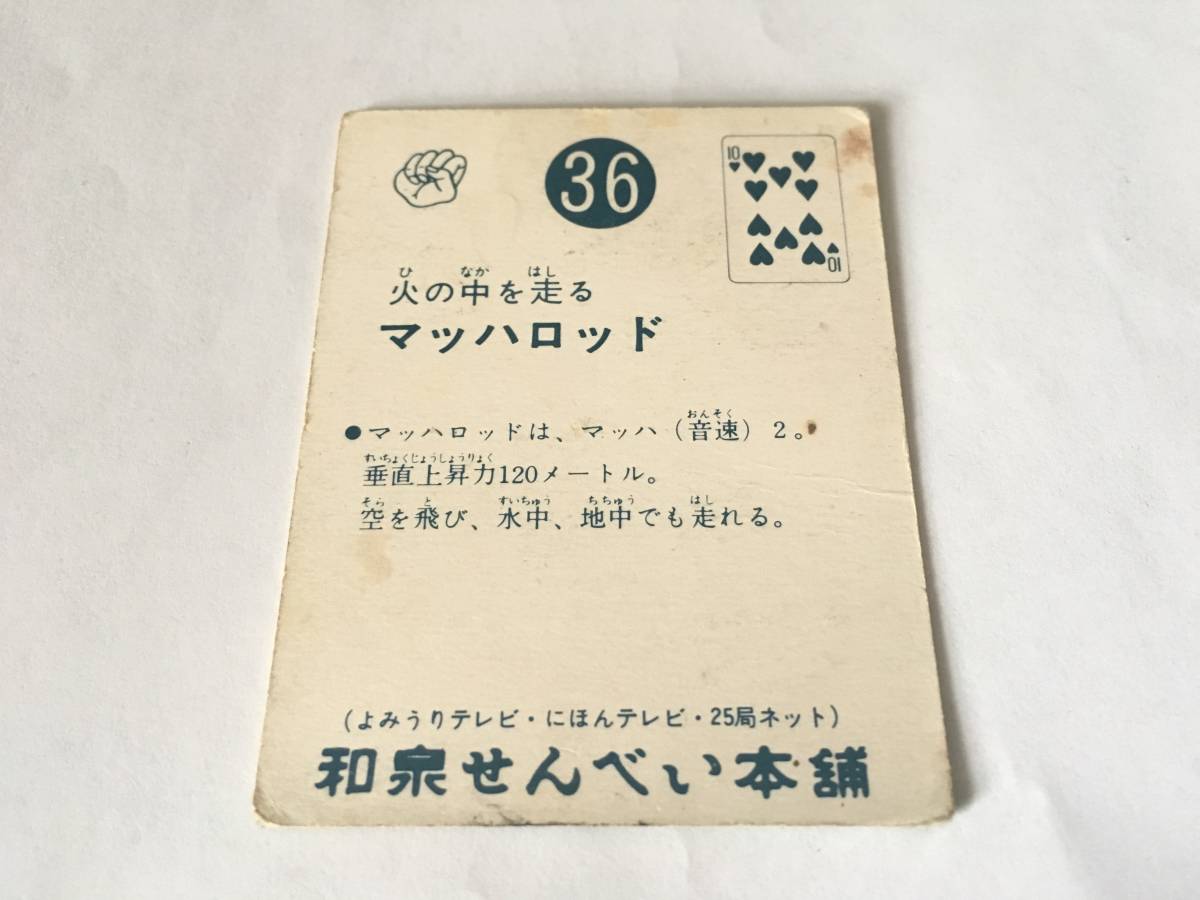 36
10
10
火の中を走る
マッハロッド
●マッハロッドは、マッハ(音速)2。
垂直上昇力120メートル。
空を飛び、水中、地中でも走れる。
(よみうりテレビ・にほんテレビ・25局ネット)
和泉せんべい本舗